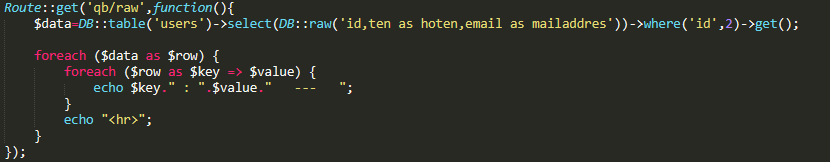 Route::get('qb/raw',function(){
    $data=DB::table('users')->select(DB::raw('id,ten as hoten,email as mailaddres'))->where('id',2)->get();
    foreach ($data as $row) {
        foreach ($row as $key => $value) {
            echo $key." : ".$value."   ---   ";
        }
        echo "<hr>";
    }
});